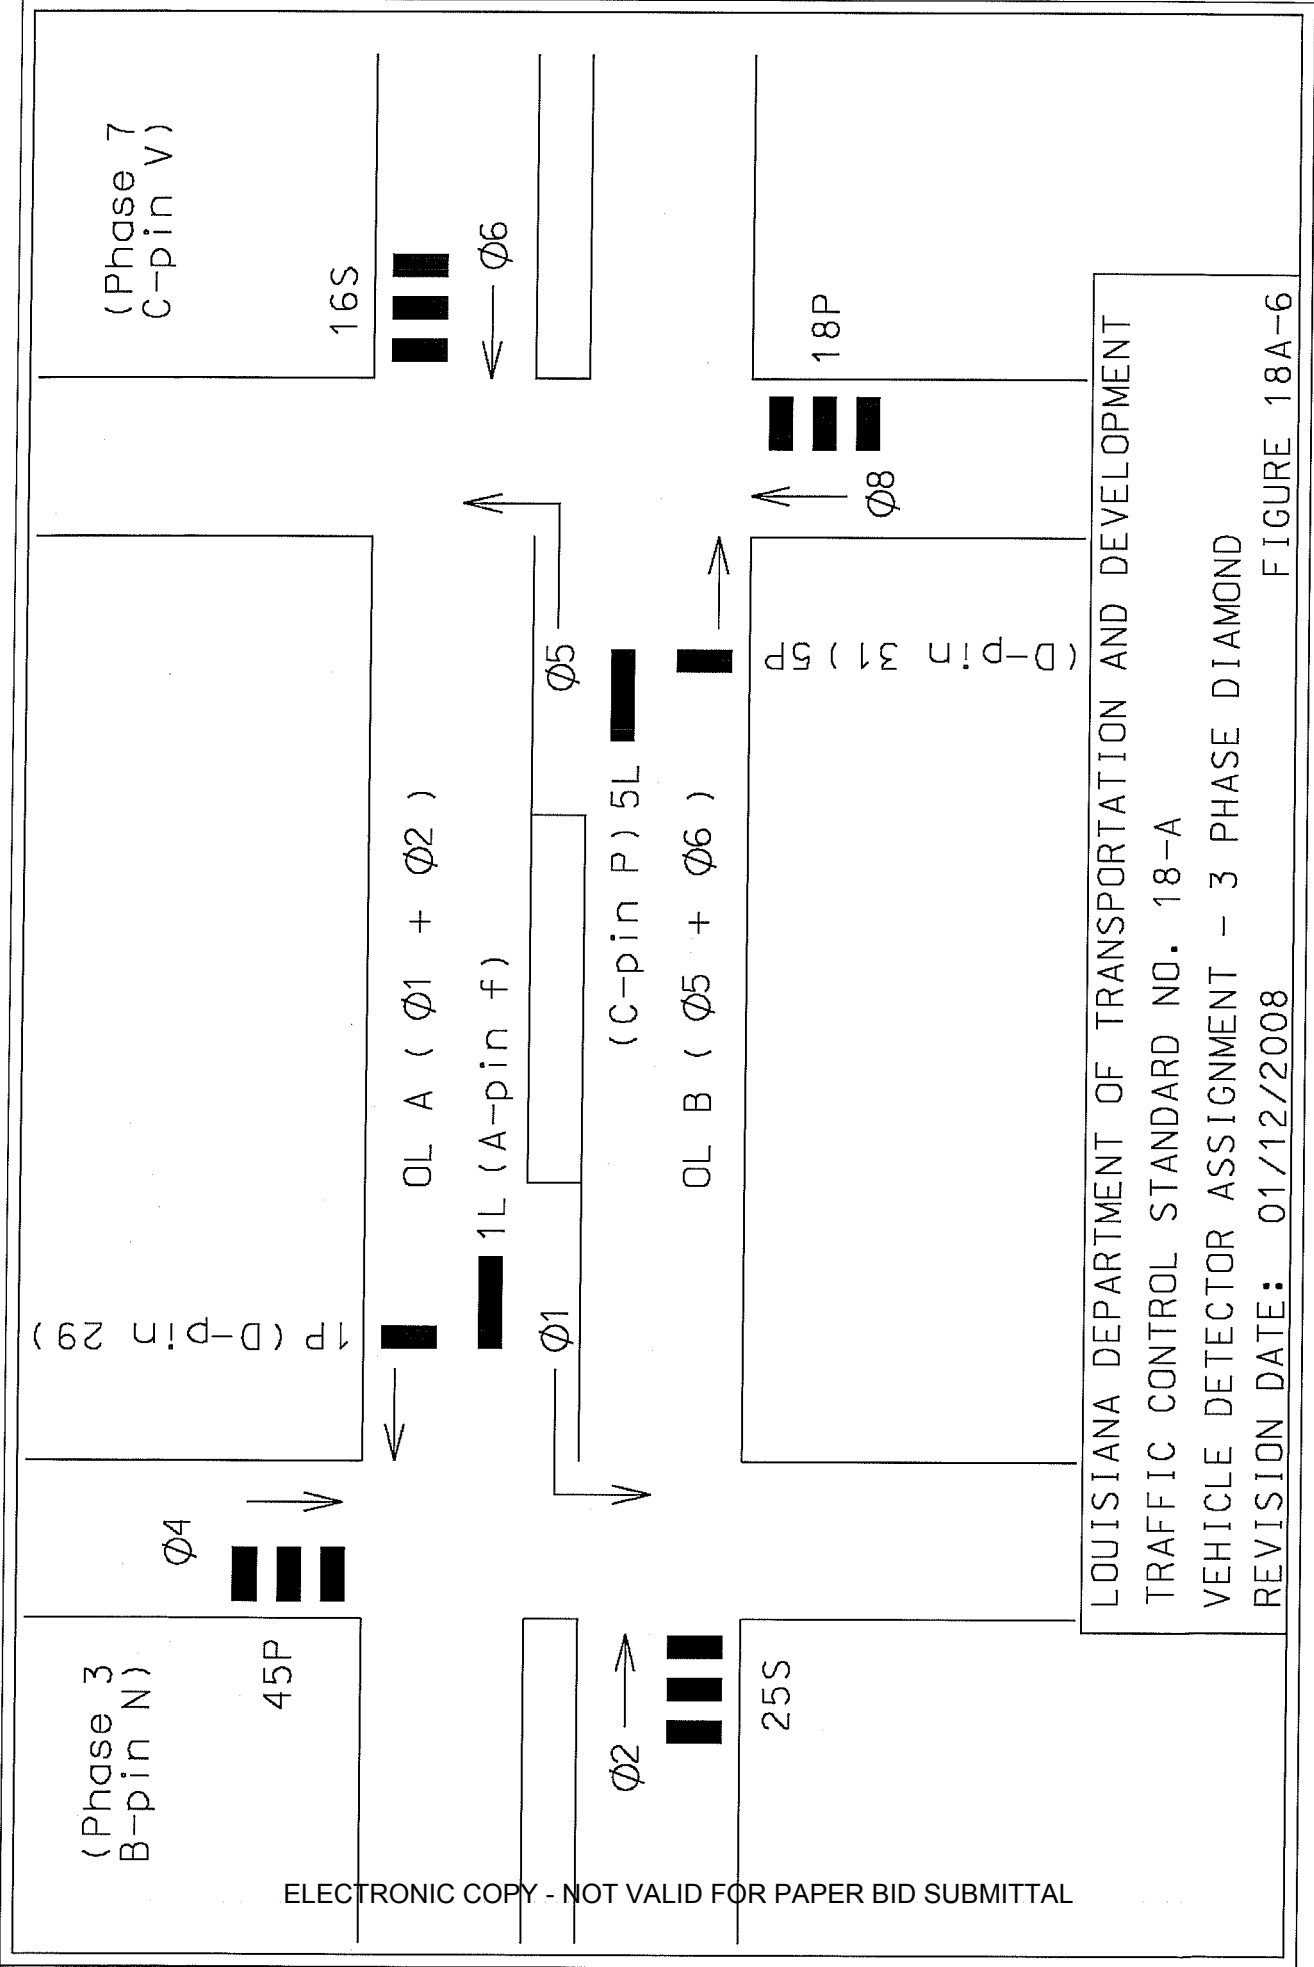 (Phase 3
B-pin N)
(Phase 7
C-pin V)
Ø4
45P
1P (D-pin 29)
16S
OL A ( Ø1 + Ø2 )
1L (A-pin f)
Ø6
Ø1
Ø5
(C-pin P) 5L
Ø2
OL B ( Ø5 + Ø6 )
25S
(D-pin 31) 5P
18P
Ø8
LOUISIANA DEPARTMENT OF TRANSPORTATION AND DEVELOPMENT
TRAFFIC CONTROL STANDARD NO. 18-A
VEHICLE DETECTOR ASSIGNMENT - 3 PHASE DIAMOND
REVISION DATE: 01/12/2008
FIGURE 18A-6
ELECTRONIC COPY - NOT VALID FOR PAPER BID SUBMITTAL